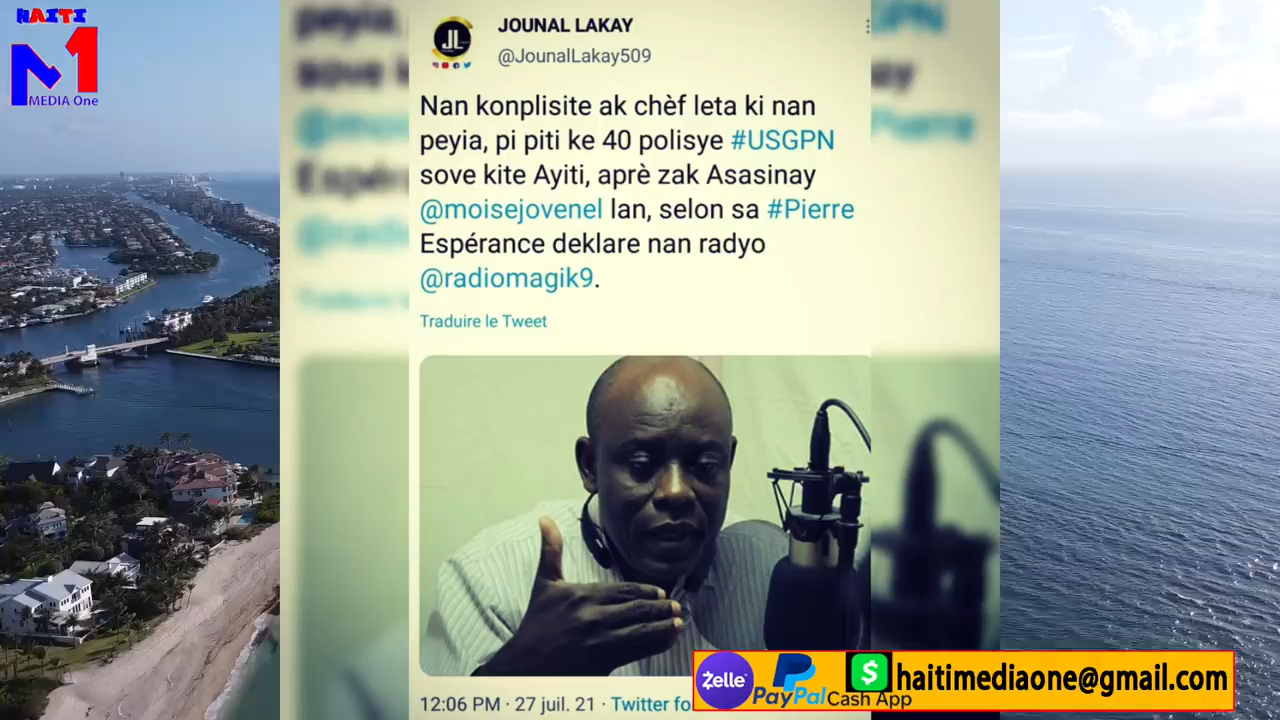 HAITI
M1
MEDIA One
JOUNAL LAKAY
JL
@JounalLakay509
Nan konplisite ak chèf leta ki nan
peyia, pi piti ke 40 polisye #USGPN
sove kite Ayiti, aprè zak Asasinay
@moisejovenel lan, selon sa #Pierre
Espérance deklare nan radyo
@radiomagik9.
Traduire le Tweet
12:06 PM · 27 juil. 21 · Twitter fo
Zelle
PayPal
$
Cash App
haitimediaone@gmail.com